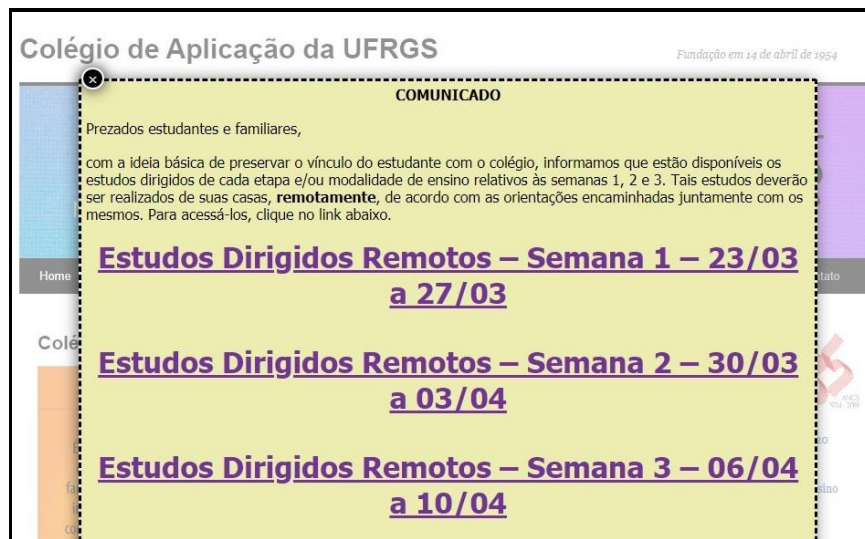 Colégio de Aplicação da UFRGS
Fundação em 14 de abril de 1954
COMUNICADO
Prezados estudantes e familiares,
com a ideia básica de preservar o vínculo do estudante com o colégio, informamos que estão disponíveis os
estudos dirigidos de cada etapa e/ou modalidade de ensino relativos às semanas 1, 2 e 3. Tais estudos deverão
ser realizados de suas casas, remotamente, de acordo com as orientações encaminhadas juntamente com os
mesmos. Para acessá-los, clique no link abaixo.
Estudos Dirigidos Remotos – Semana 1 – 23/03
a 27/03
Home
Estudos Dirigidos Remotos – Semana 2 – 30/03
a 03/04
Estudos Dirigidos Remotos – Semana 3 – 06/04
a 10/04